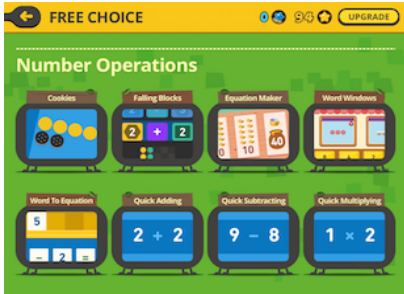 FREE CHOICE
0
94
UPGRADE
Number Operations
Cookies
Falling Blocks
Equation Maker
Word Windows
2 + 2
9 10
40
Word To Equation
Quick Adding
Quick Subtracting
Quick Multiplying
5
- 2 =
2 + 2
9 - 8
1 × 2